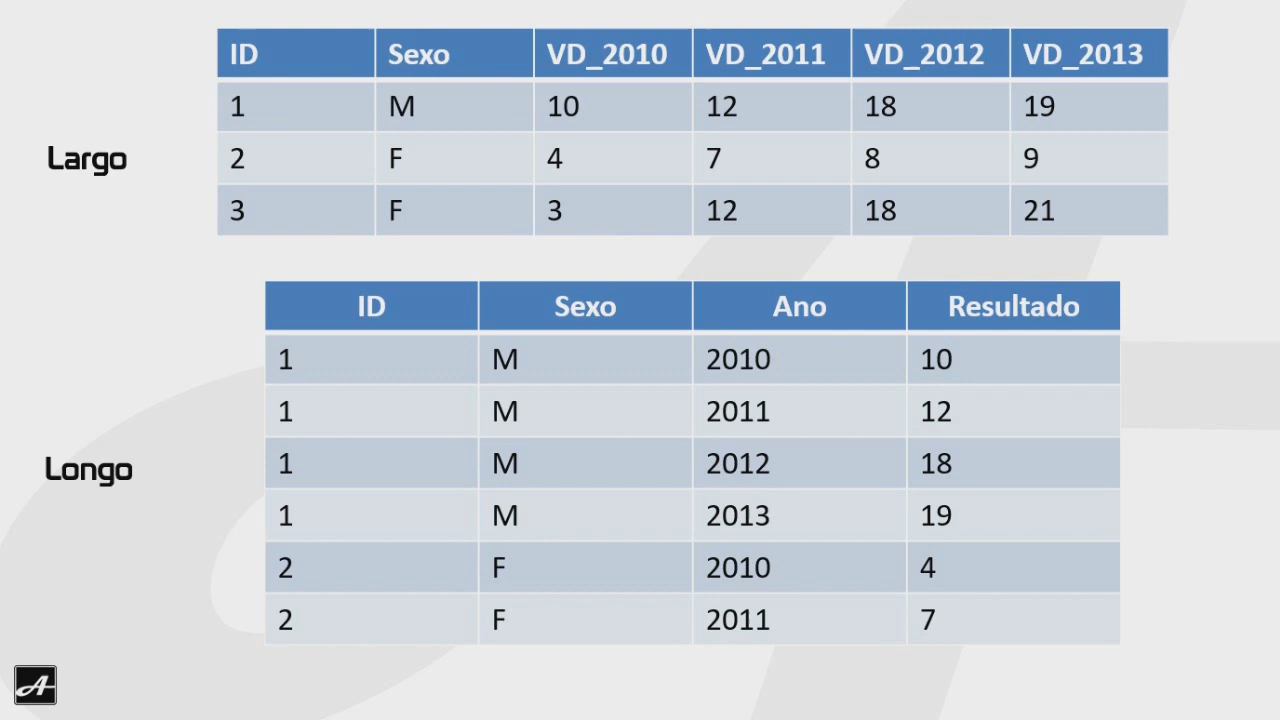 ID Sexo VD_2010 VD_2011 VD_2012 VD_2013
1 M 10 12 18 19
Largo
2 F 4 7 8 9
3 F 3 12 18 21
ID Sexo Ano Resultado
1 M 2010 10
1 M 2011 12
1 M 2012 18
Longo
1 M 2013 19
2 F 2010 4
2 F 2011 7
A